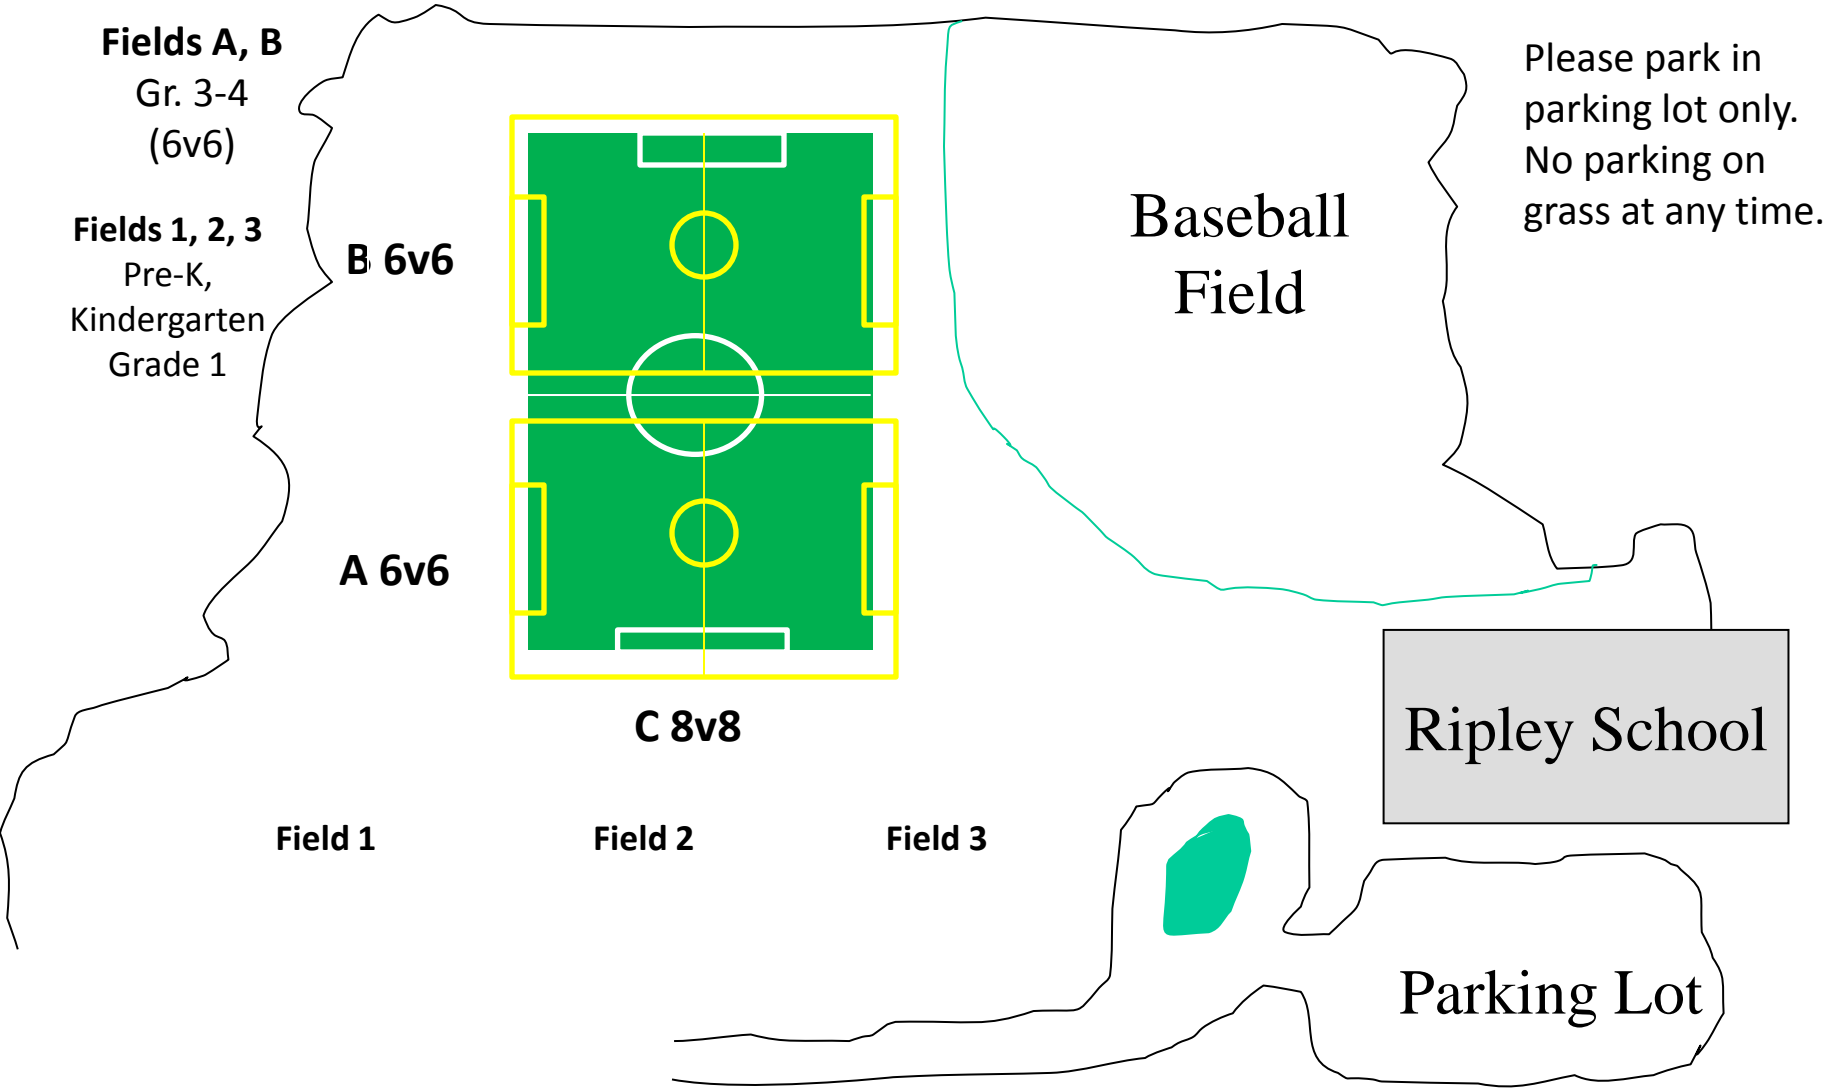 Fields A, B
Gr. 3-4
(6v6)
Fields 1, 2, 3
Pre-K,
Kindergarten
Grade 1
Please park in
parking lot only.
No parking on
grass at any time.
Baseball
Field
B 6v6
A 6v6
C 8v8
Ripley School
Field 1
Field 2
Field 3
Parking Lot